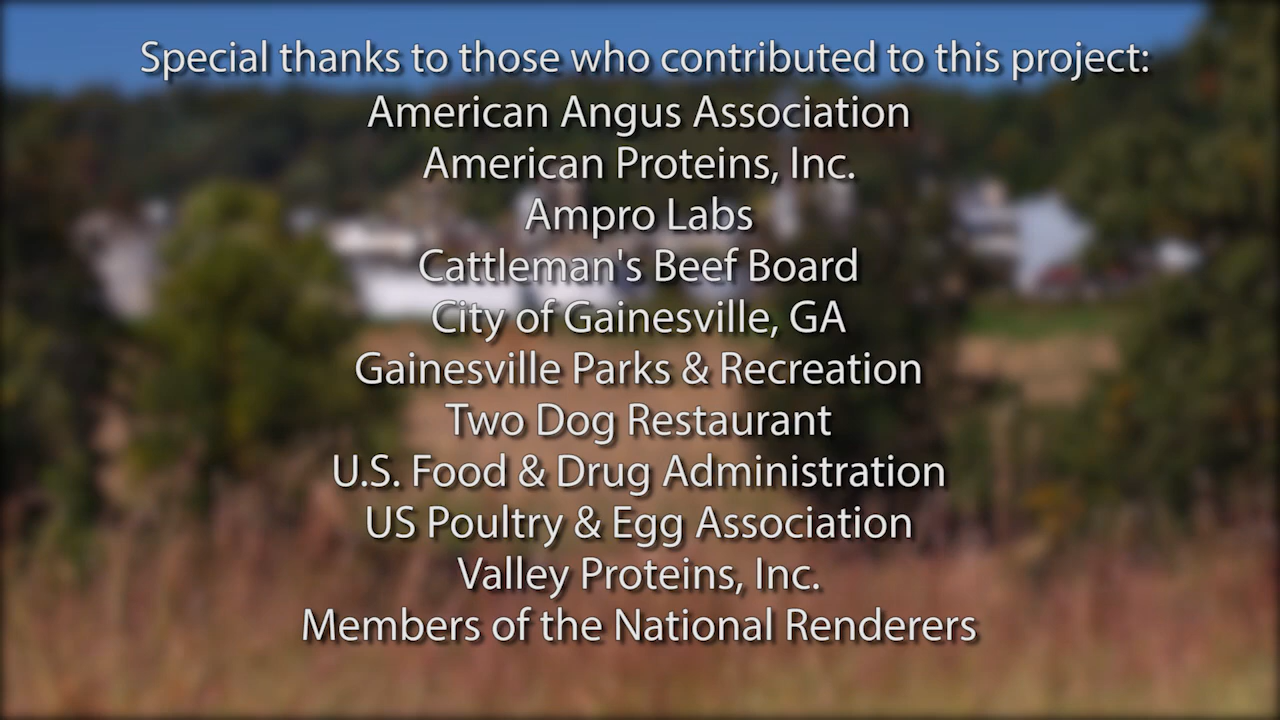 Special thanks to those who contributed to this project:
American Angus Association
American Proteins, Inc.
Ampro Labs
Cattleman's Beef Board
City of Gainesville, GA
Gainesville Parks & Recreation
Two Dog Restaurant
U.S. Food & Drug Administration
US Poultry & Egg Association
Valley Proteins, Inc.
Members of the National Renderers